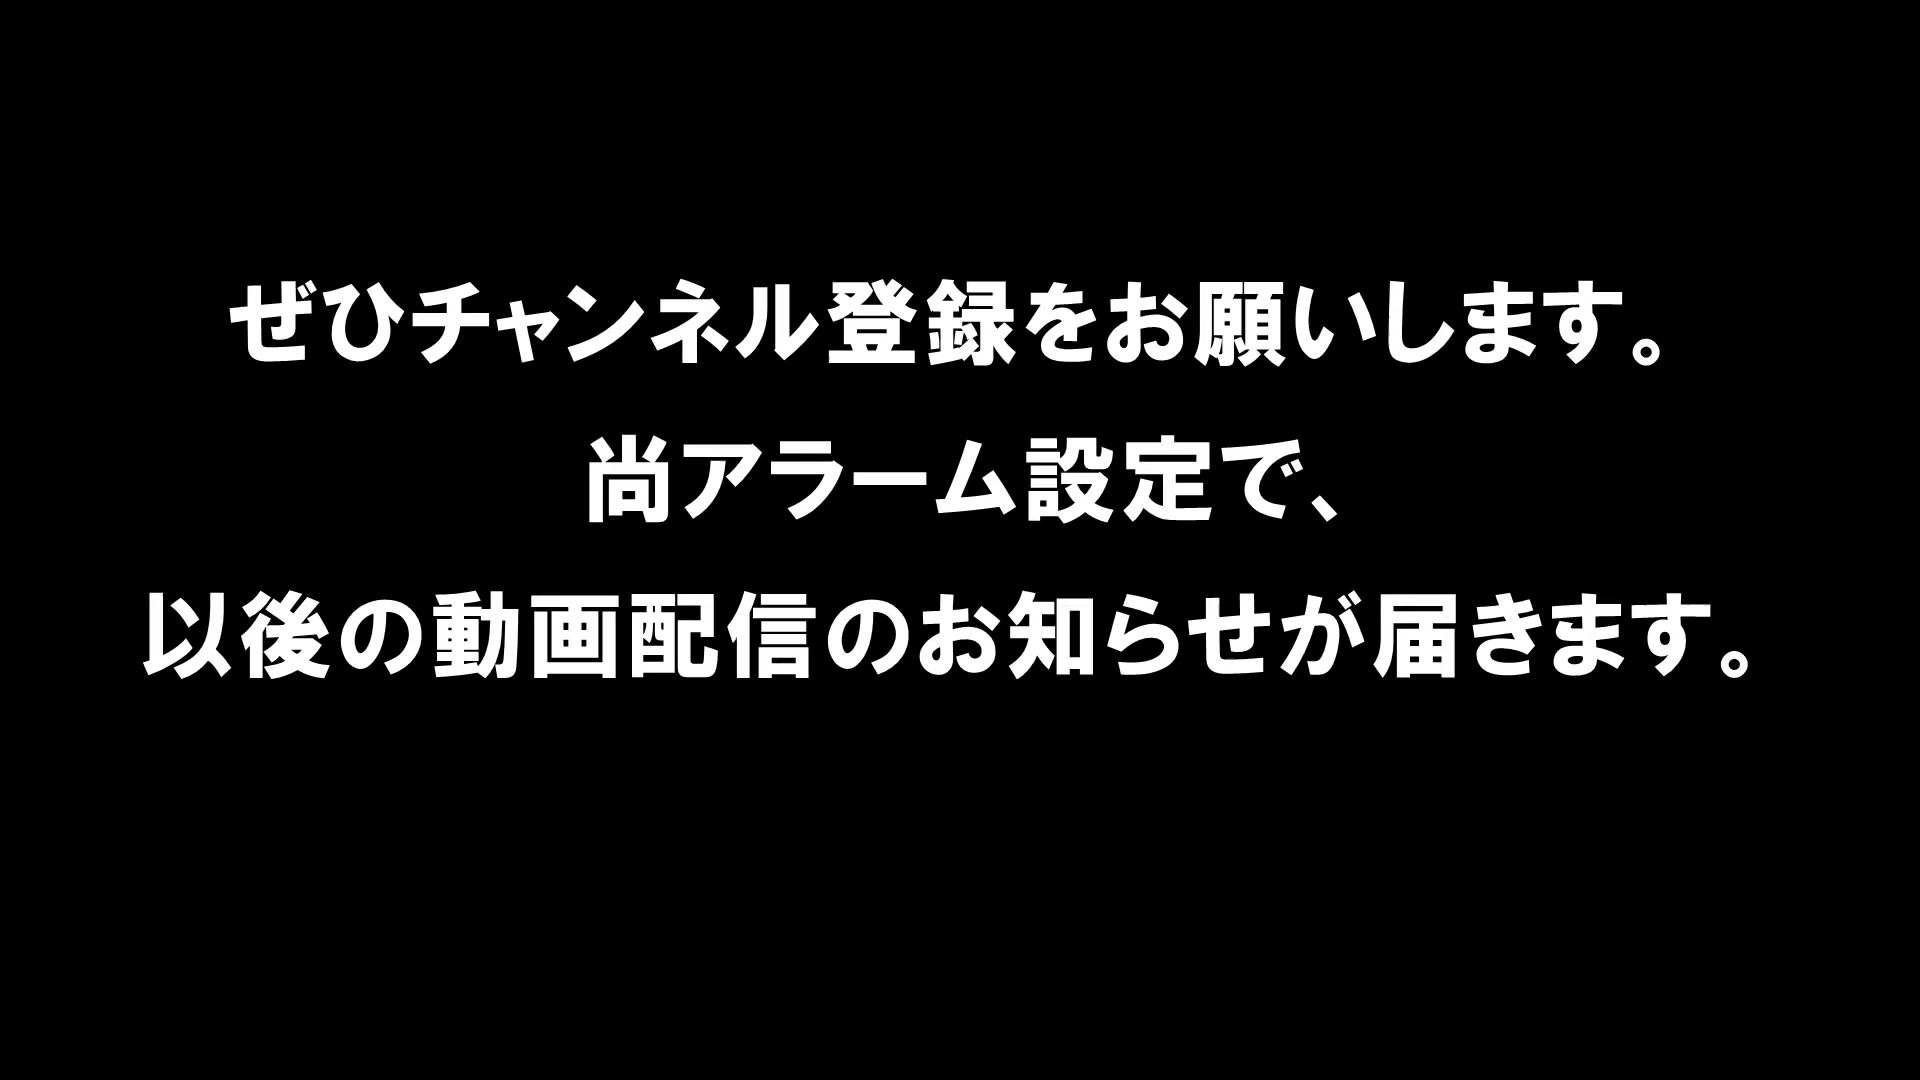 ぜひチャンネル登録をお願いします。
尚アラーム設定で、
以後の動画配信のお知らせが届きます。